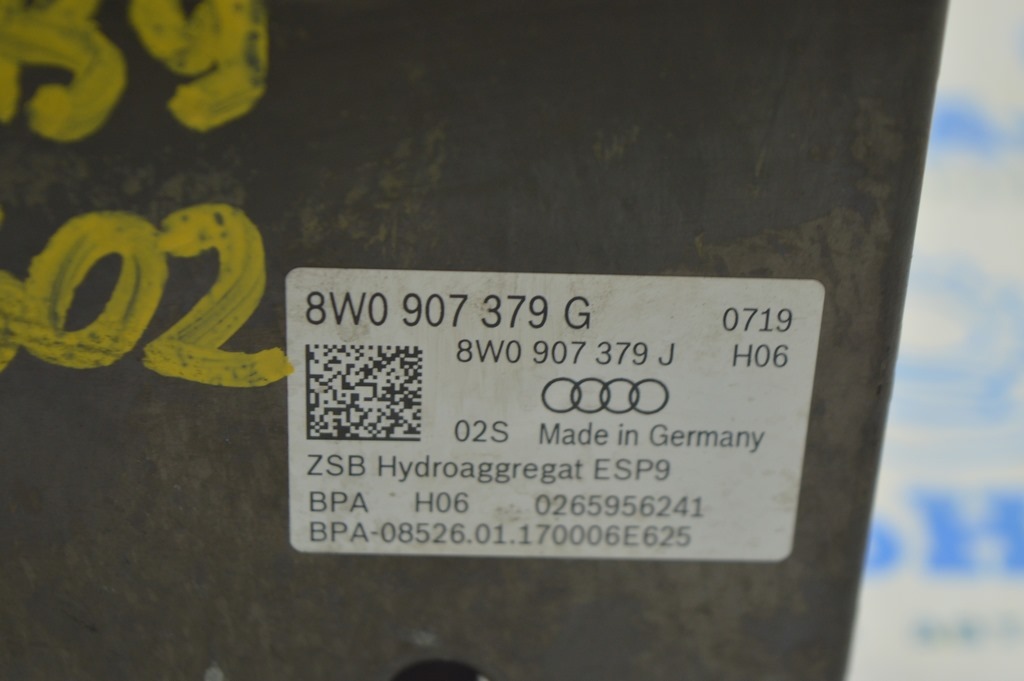 8W0 907 379 G 0719
8W0 907 379 J H06
02S Made in Germany
ZSB Hydroaggregat ESP9
BPA H06 0265956241
BPA-08526.01.170006E625
02